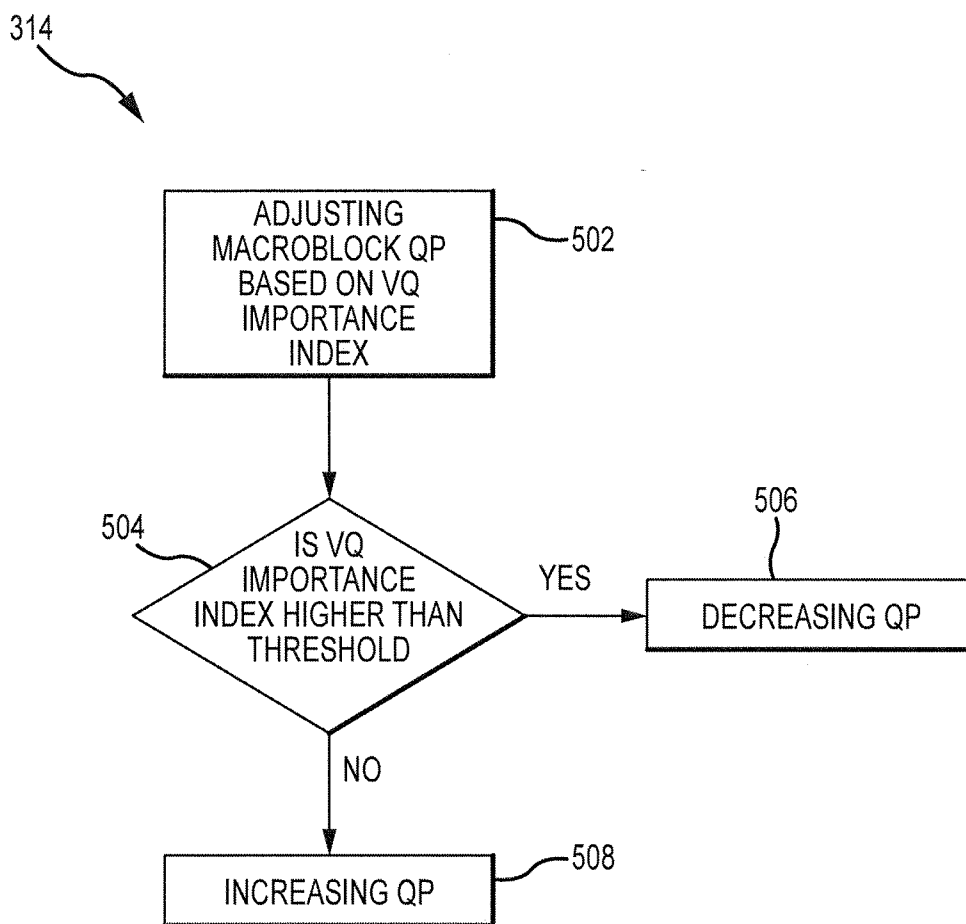 314
ADJUSTING
MACROBLOCK QP
BASED ON VQ
IMPORTANCE
INDEX
502
504
IS VQ
IMPORTANCE
INDEX HIGHER THAN
THRESHOLD
YES
506
DECREASING QP
NO
508
INCREASING QP